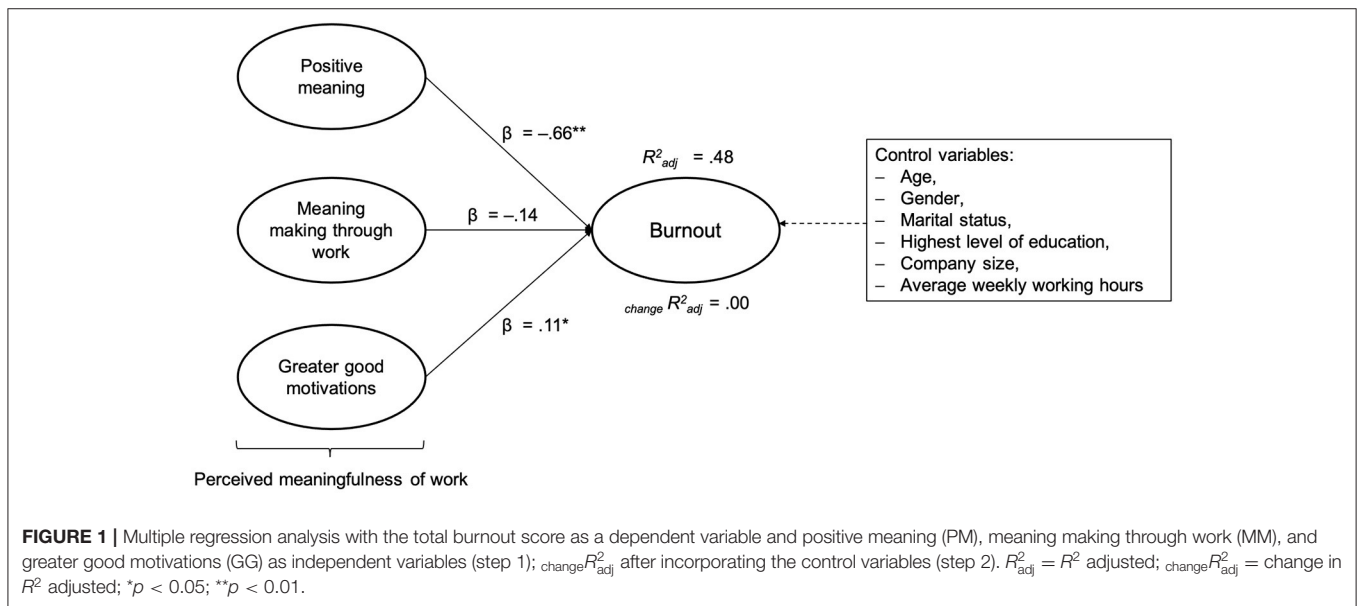 Positive
meaning
β = –.66**
R²adj = .48
Meaning
making through
work
β = –.14
Burnout
Control variables:
– Age,
– Gender,
– Marital status,
– Highest level of education,
– Company size,
– Average weekly working hours
change R²adj = .00
β = .11*
Greater good
motivations
Perceived meaningfulness of work
FIGURE 1 | Multiple regression analysis with the total burnout score as a dependent variable and positive meaning (PM), meaning making through work (MM), and
greater good motivations (GG) as independent variables (step 1); changeR²adj after incorporating the control variables (step 2). R²adj = R² adjusted; changeR²adj = change in
R² adjusted; *p < 0.05; **p < 0.01.